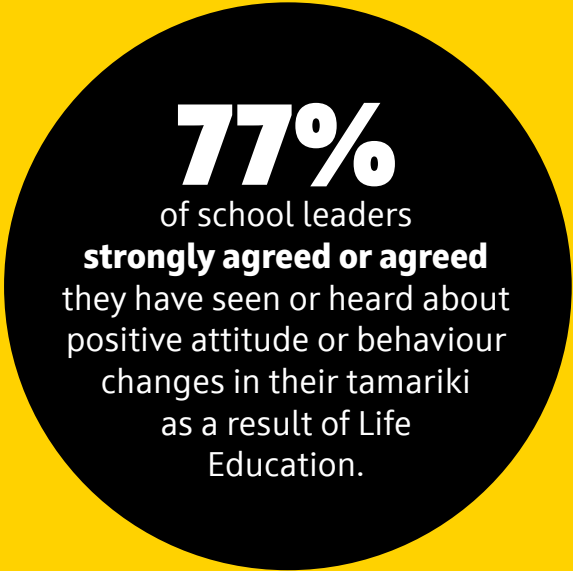 77%
of school leaders
strongly agreed or agreed
they have seen or heard about
positive attitude or behaviour
changes in their tamariki
as a result of Life
Education.